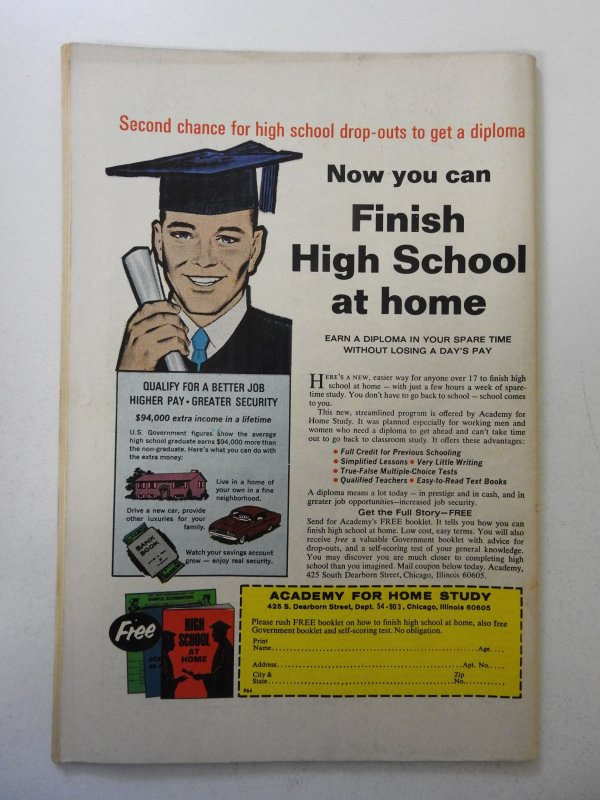 Second chance for high school drop-outs to get a diploma
Now you can
Finish
High School
at home
EARN A DIPLOMA IN YOUR SPARE TIME
WITHOUT LOSING A DAY'S PAY
QUALIFY FOR A BETTER JOB
HIGHER PAY • GREATER SECURITY
$94,000 extra income in a lifetime
U.S. Government figures show the average
high school graduate earns $94,000 more than
the non-graduate. Here's what you can do with
the extra money:
Live in a home of
your own in a fine
neighborhood.
Drive a new car, provide
other luxuries for your
family.
BANK
BOOK
Watch your savings account
grow — enjoy real security.
HERE'S A NEW, easier way for anyone over 17 to finish high
school at home – with just a few hours a week of spare-
time study. You don't have to go back to school – school comes
to you.
This new, streamlined program is offered by Academy for
Home Study. It was planned especially for working men and
women who need a diploma to get ahead and can't take time
out to go back to classroom study. It offers these advantages:
• Full Credit for Previous Schooling
• Simplified Lessons • Very Little Writing
• True-False Multiple-Choice Tests
• Qualified Teachers • Easy-to-Read Text Books
A diploma means a lot today – in prestige and in cash, and in
greater job opportunities–increased job security.
Get the Full Story—FREE
Send for Academy's FREE booklet. It tells you how you can
finish high school at home. Low cost, easy terms. You will also
receive free a valuable Government booklet with advice for
drop-outs, and a self-scoring test of your general knowledge.
You may discover you are much closer to completing high
school than you imagined. Mail coupon below today. Academy,
425 South Dearborn Street, Chicago, Illinois 60605.
Free
HIGH
SCHOOL
AT
HOME
ACADEMY FOR HOME STUDY
425 S. Dearborn Street, Dept. 54-903, Chicago, Illinois 60605
Please rush FREE booklet on how to finish high school at home, also free
Government booklet and self-scoring test. No obligation.
Print
Name Age
Address Apt. No.
City & Zip
State No.
964